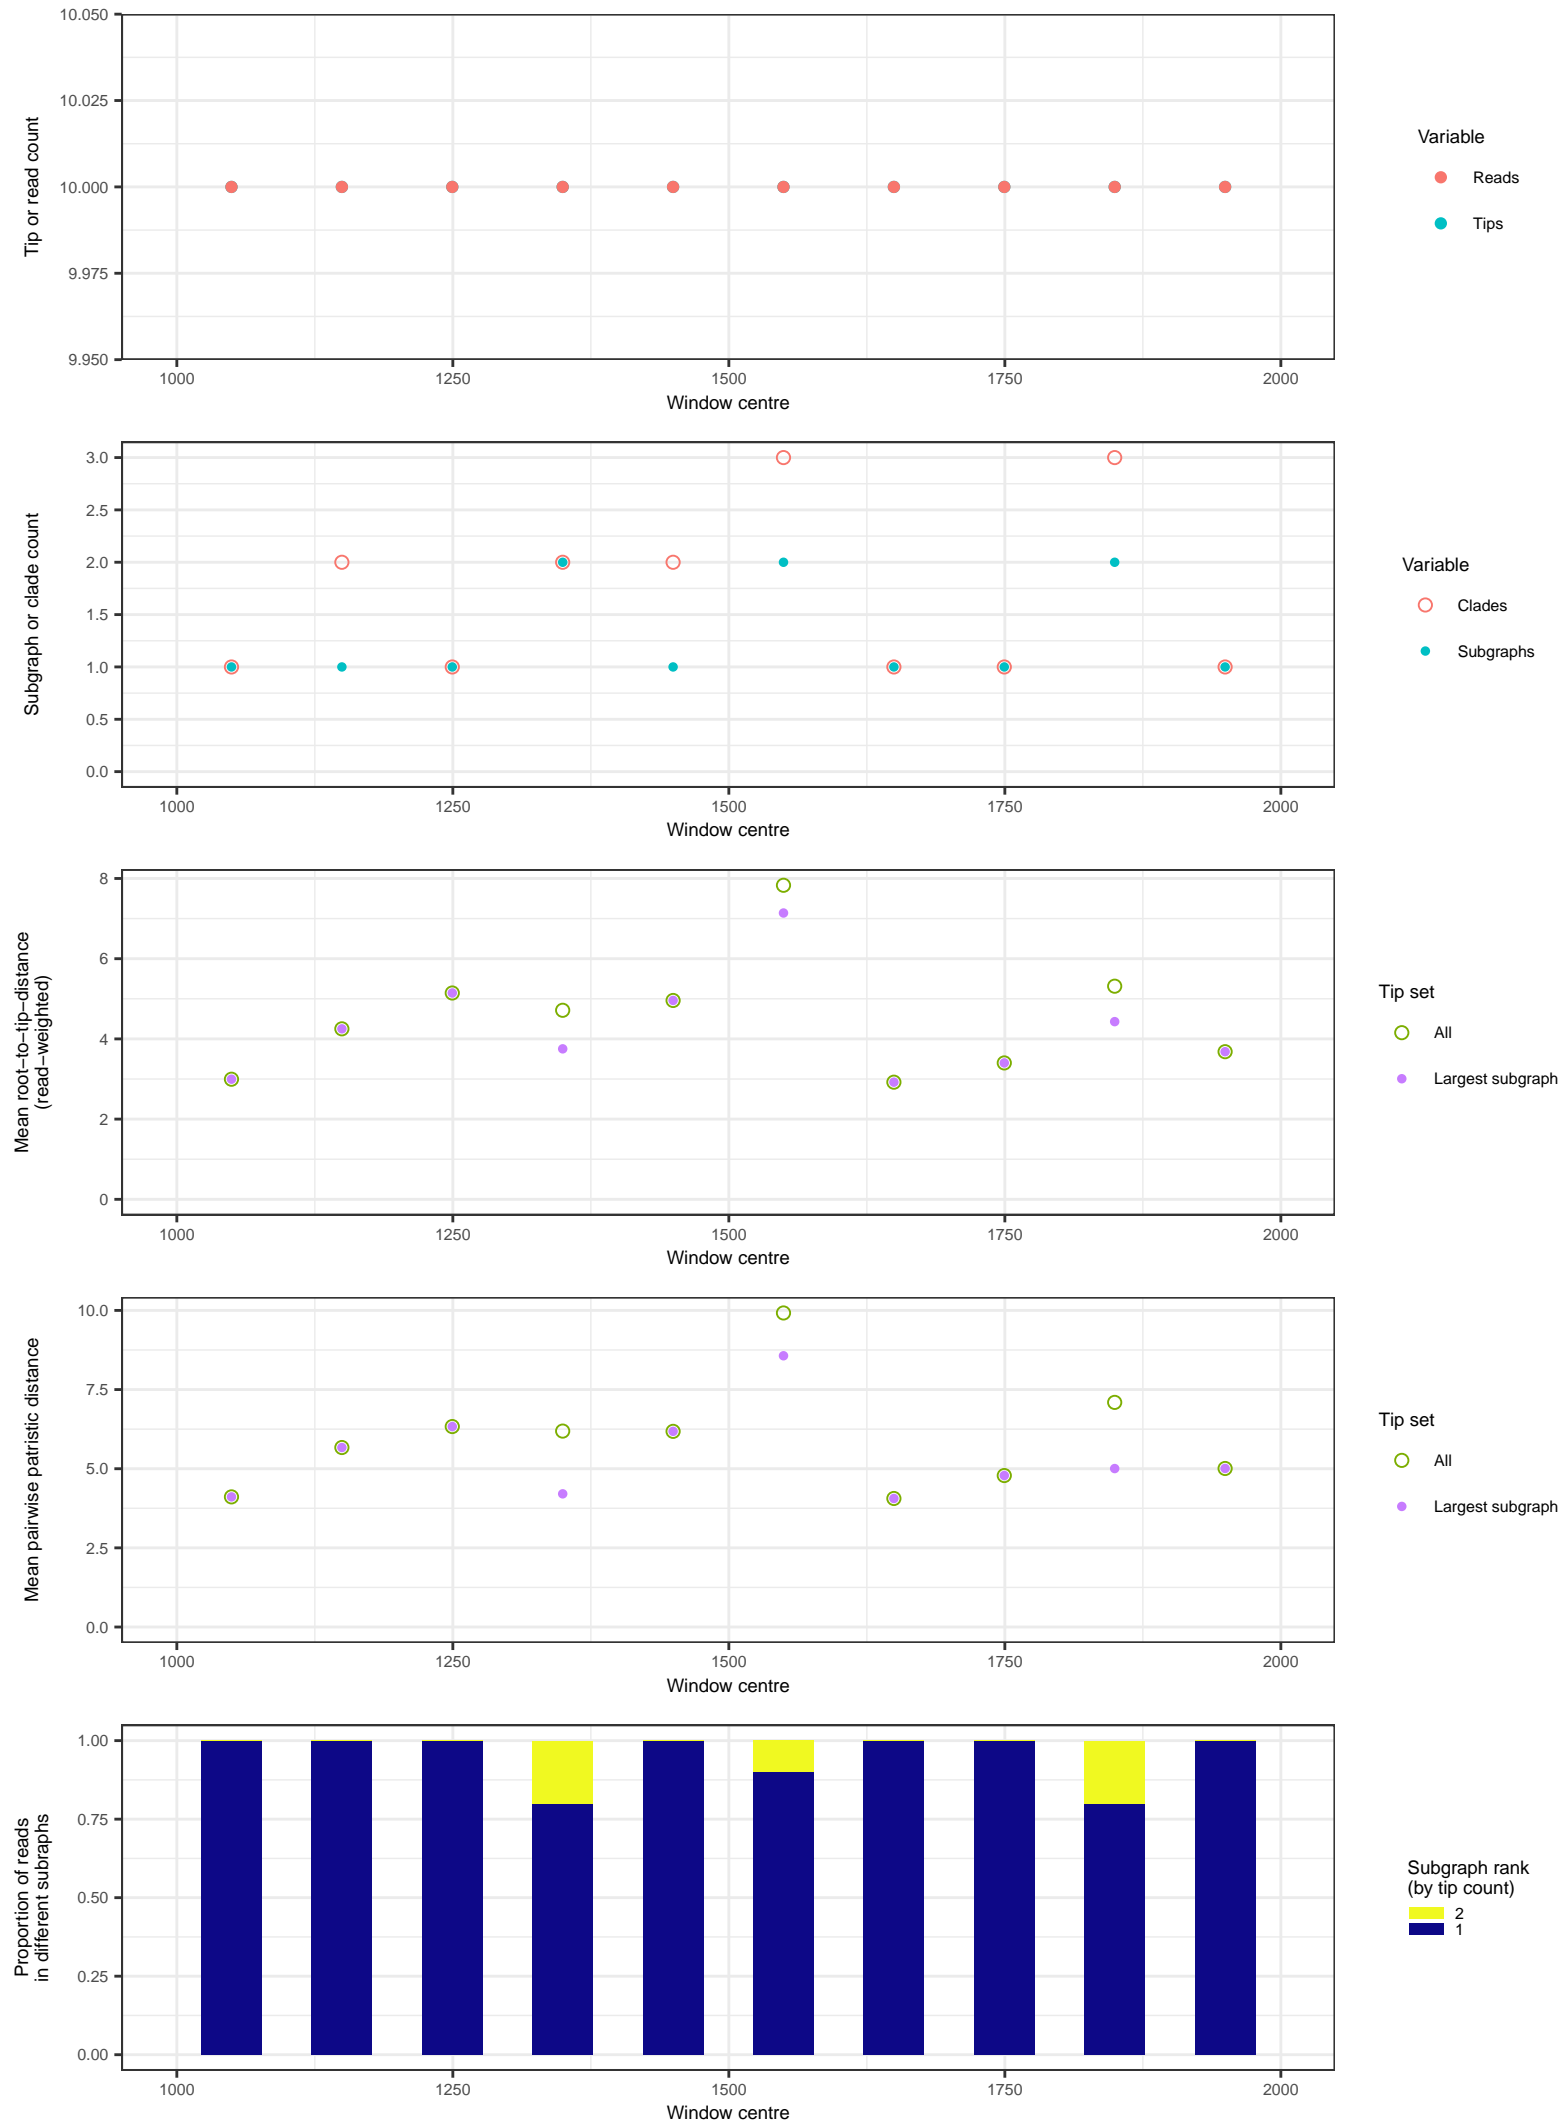 10.050
10.025
10.000
9.975
9.950
Tip or read count
1000 1250 1500 1750 2000
Window centre
Variable
Reads
Tips
3.0
2.5
2.0
1.5
1.0
0.5
0.0
Subgraph or clade count
1000 1250 1500 1750 2000
Window centre
Variable
Clades
Subgraphs
8
6
4
2
0
Mean root−to−tip−distance
(read−weighted)
1000 1250 1500 1750 2000
Window centre
Tip set
All
Largest subgraph
10.0
7.5
5.0
2.5
0.0
Mean pairwise patristic distance
1000 1250 1500 1750 2000
Window centre
Tip set
All
Largest subgraph
1.00
0.75
0.50
0.25
0.00
Proportion of reads
in different subraphs
1000 1250 1500 1750 2000
Window centre
Subgraph rank
(by tip count)
2
1